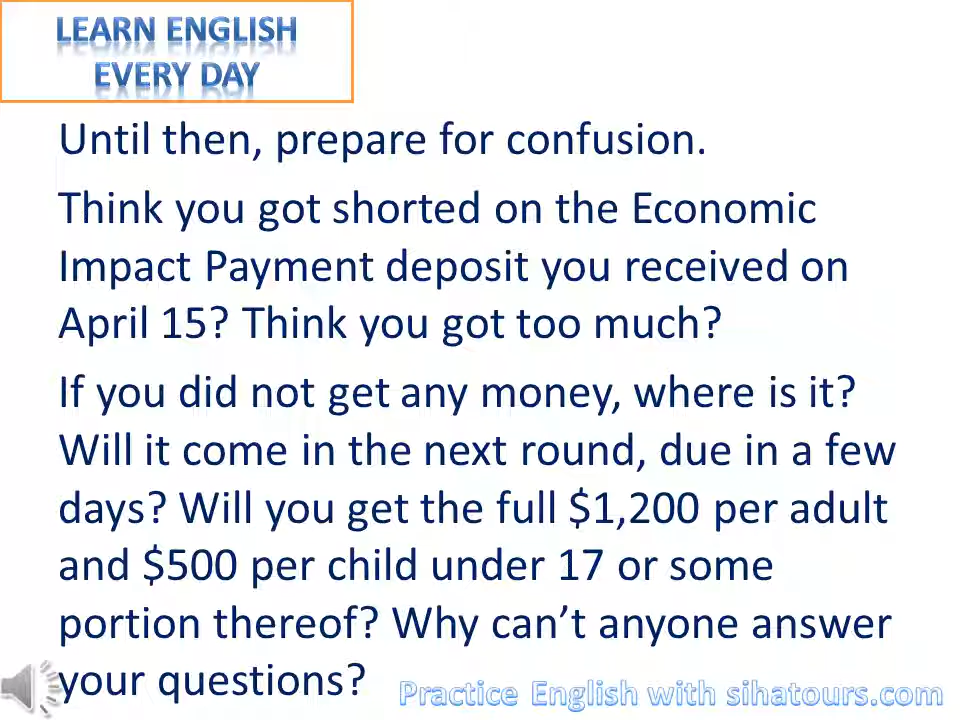 LEARN ENGLISH
EVERY DAY
Until then, prepare for confusion.
Think you got shorted on the Economic
Impact Payment deposit you received on
April 15? Think you got too much?
If you did not get any money, where is it?
Will it come in the next round, due in a few
days? Will you get the full $1,200 per adult
and $500 per child under 17 or some
portion thereof? Why can’t anyone answer
your questions?
Practice English with sihatours.com